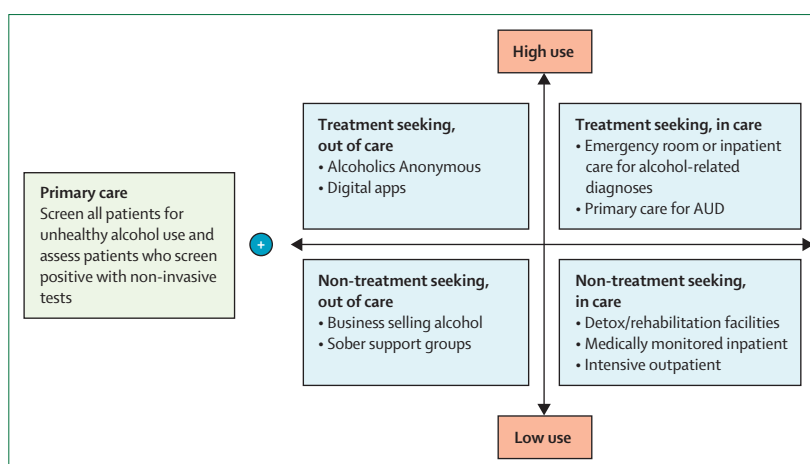 High use
Treatment seeking,
out of care
• Alcoholics Anonymous
• Digital apps
Treatment seeking, in care
• Emergency room or inpatient
care for alcohol-related
diagnoses
• Primary care for AUD
Primary care
Screen all patients for
unhealthy alcohol use and
assess patients who screen
positive with non-invasive
tests
+
Non-treatment seeking,
out of care
• Business selling alcohol
• Sober support groups
Non-treatment seeking,
in care
• Detox/rehabilitation facilities
• Medically monitored inpatient
• Intensive outpatient
Low use